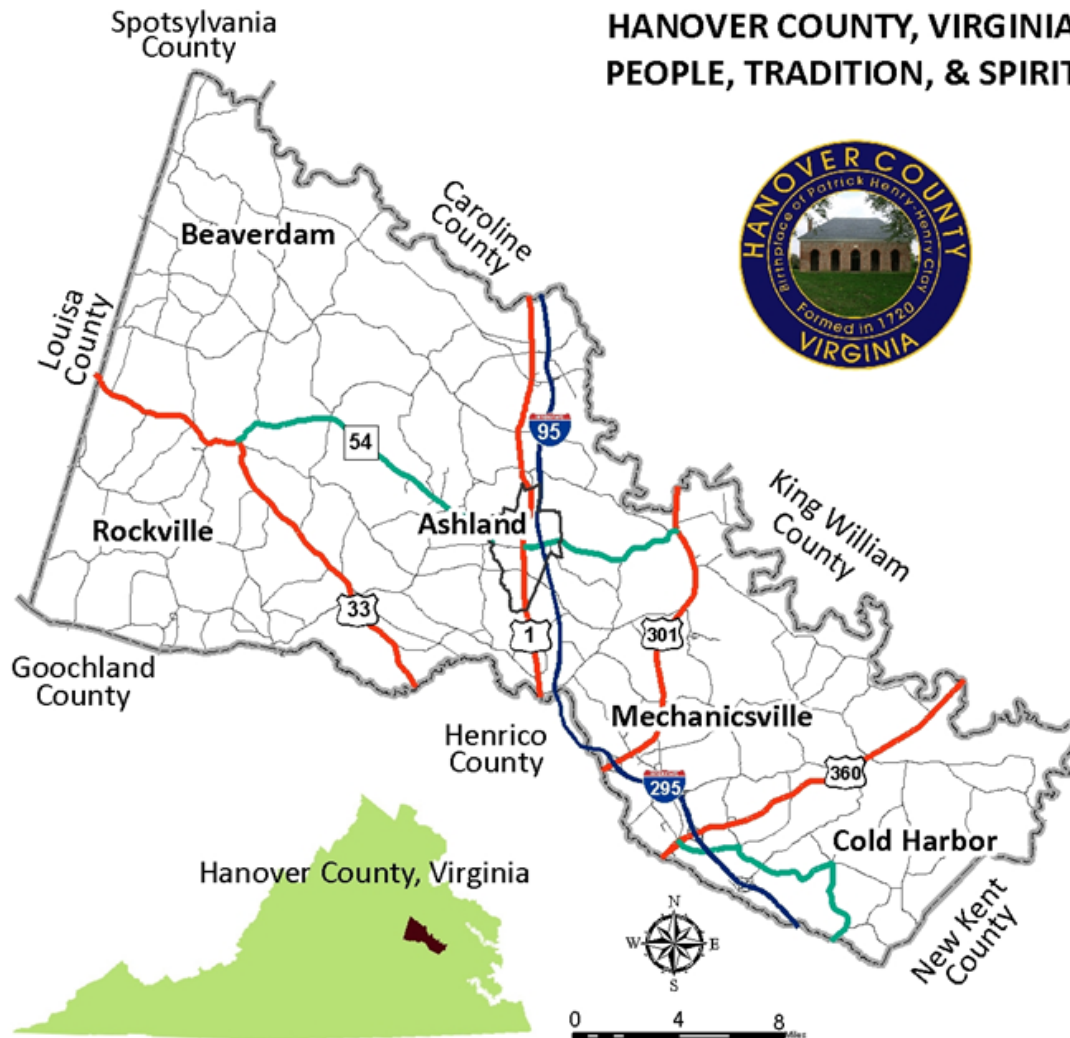 HANOVER COUNTY, VIRGINIA
PEOPLE, TRADITION, & SPIRIT
Spotsylvania
County
HANOVER COUNTY
Birthplace of Patrick Henry·Henry Clay
Formed in 1720
VIRGINIA
Caroline
County
Beaverdam
Louisa
County
95
54
King William
County
Rockville
Ashland
33
1
301
Goochland
County
Mechanicsville
Henrico
County
360
295
Cold Harbor
Hanover County, Virginia
New Kent
County
N
W E
S
0 4 8
Miles